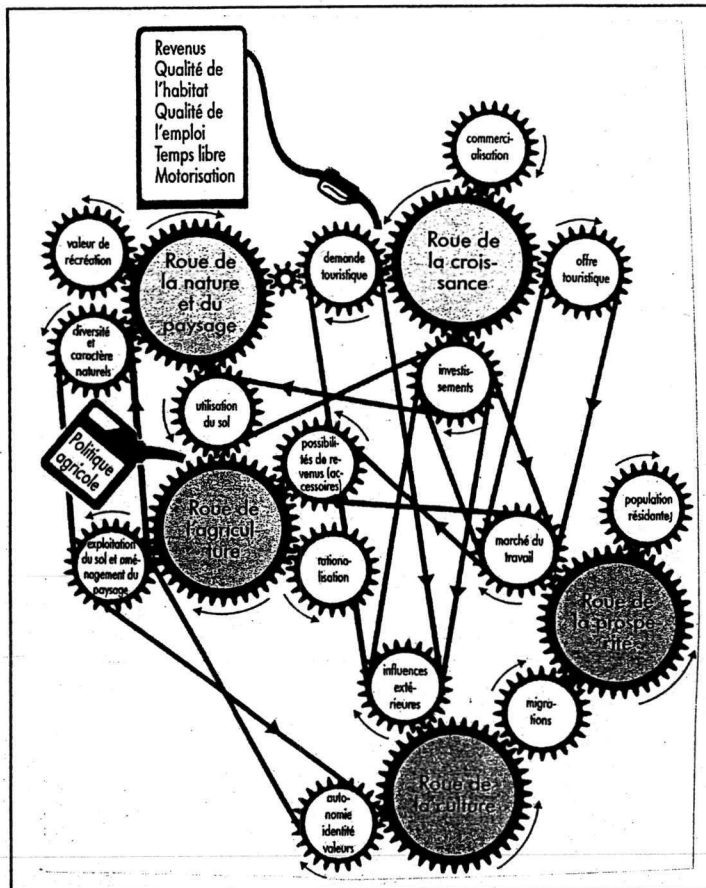 Revenus
Qualité de
l'habitat
Qualité de
l'emploi
Temps libre
Motorisation
commerci-
alisation
valeur de
récréation
Roue de
la nature
et du
paysage
demande
touristique
Roue de
la crois-
sance
offre
touristique
diversité et
caractère
naturels
investis-
sements
utilisation
du sol
Politique
agricole
possibili-
tés de re-
venus (ac-
cessoires)
Roue de
l'agricul
ture
population
résidante
exploitation
du sol et amé-
nagement du
paysage
rationa-
lisation
marché du
travail
Roue de
la prospé
rité
influences
exté-
rieures
migra-
tions
Roue de
la culture
auto-
nomie
identité
valeurs